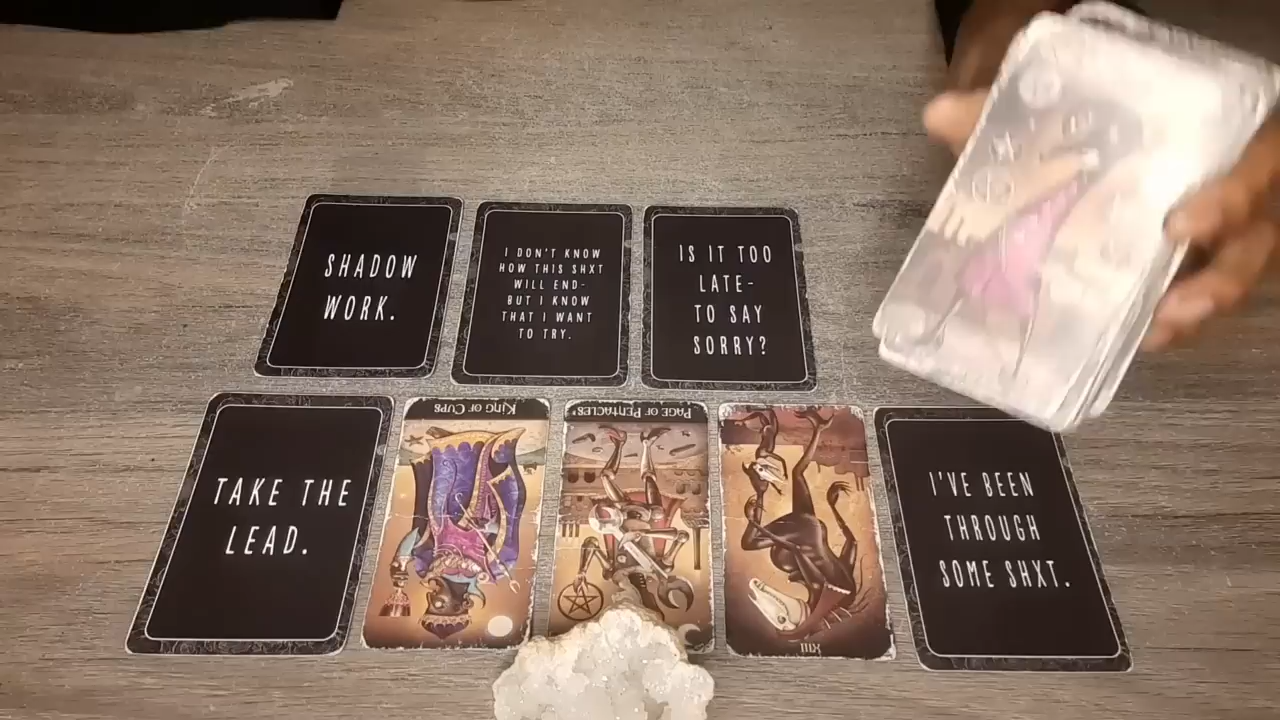 SHADOW
WORK.
I DON'T KNOW
HOW THIS SHXT
WILL END-
BUT I KNOW
THAT I WANT
TO TRY.
IS IT TOO
LATE-
TO SAY
SORRY?
TAKE THE
LEAD.
KING OF CUPS
PAGE OF PENTACLES
XIII
I'VE BEEN
THROUGH
SOME SHXT.